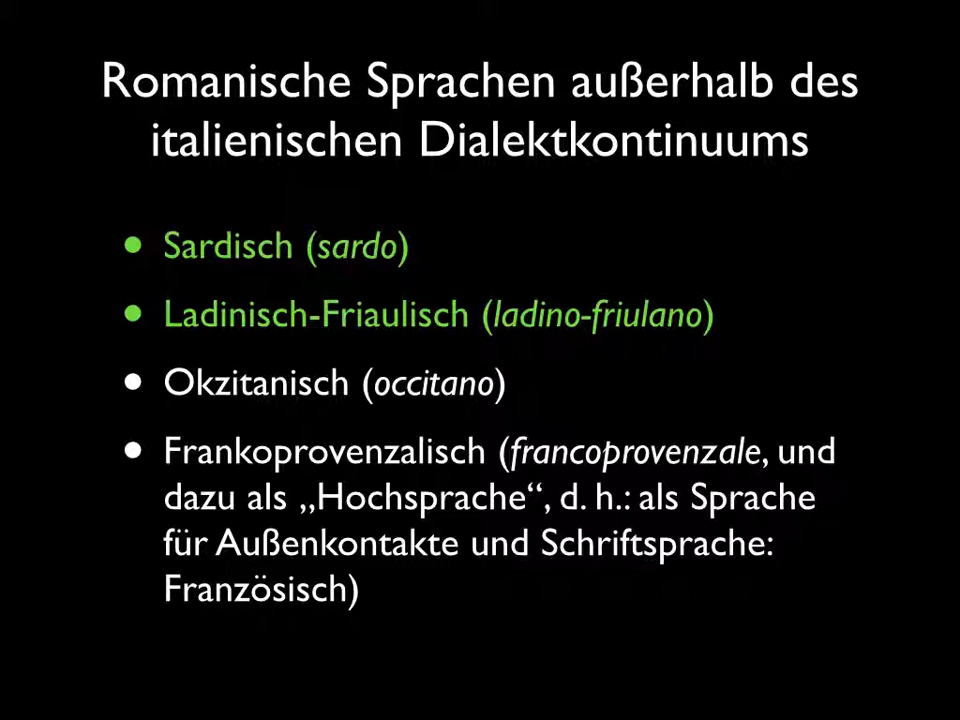 Romanische Sprachen außerhalb des
italienischen Dialektkontinuums
• Sardisch (sardo)
• Ladinisch-Friaulisch (ladino-friulano)
• Okzitanisch (occitano)
• Frankoprovenzalisch (francoprovenzale, und
dazu als „Hochsprache“, d. h.: als Sprache
für Außenkontakte und Schriftsprache:
Französisch)